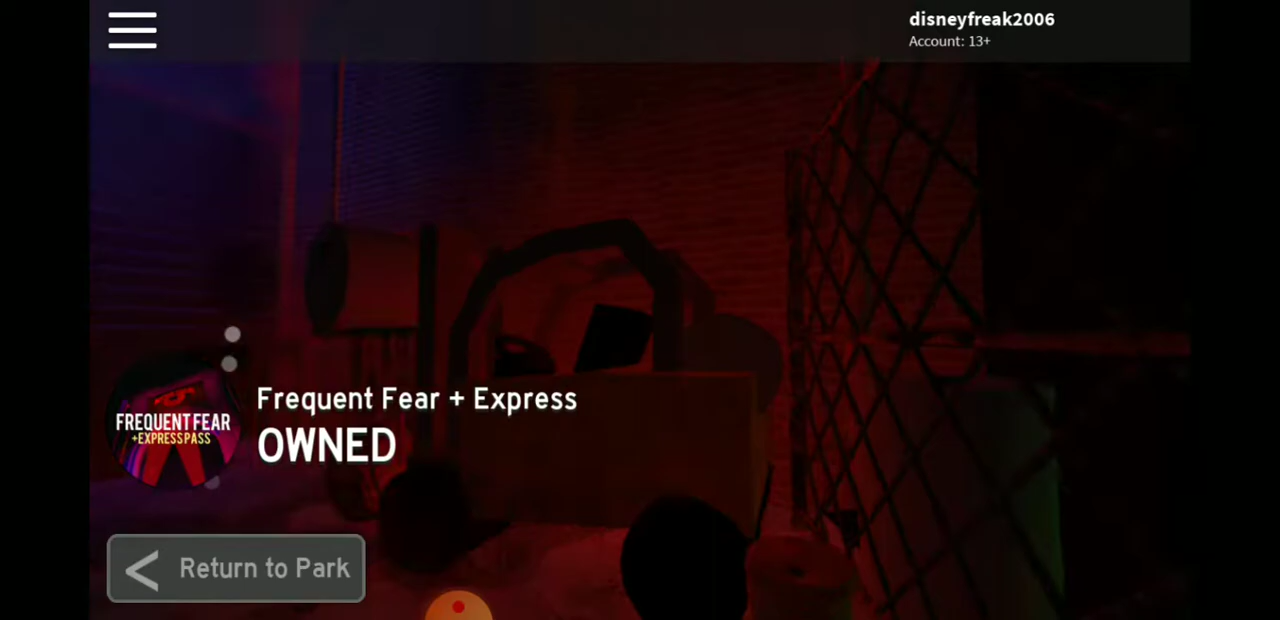 disneyfreak2006
Account: 13+
FREQUENT FEAR
+EXPRESS PASS
Frequent Fear + Express
OWNED
Return to Park